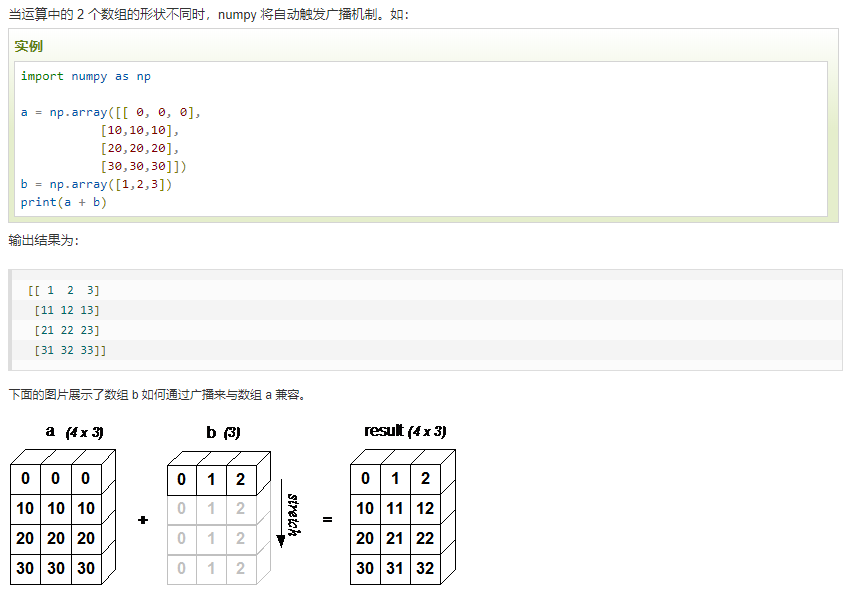 当运算中的 2 个数组的形状不同时，numpy 将自动触发广播机制。如：
实例
import numpy as np
a = np.array([[ 0, 0, 0],
[10,10,10],
[20,20,20],
[30,30,30]])
b = np.array([1,2,3])
print(a + b)
输出结果为：
[[ 1  2  3]
[11 12 13]
[21 22 23]
[31 32 33]]
下面的图片展示了数组 b 如何通过广播来与数组 a 兼容。
a (4 x 3) b (3) result (4 x 3)
0 0 0 0 1 2 0 1 2
10 10 10 0 1 2 10 11 12
+ stretch =
20 20 20 0 1 2 20 21 22
30 30 30 0 1 2 30 31 32